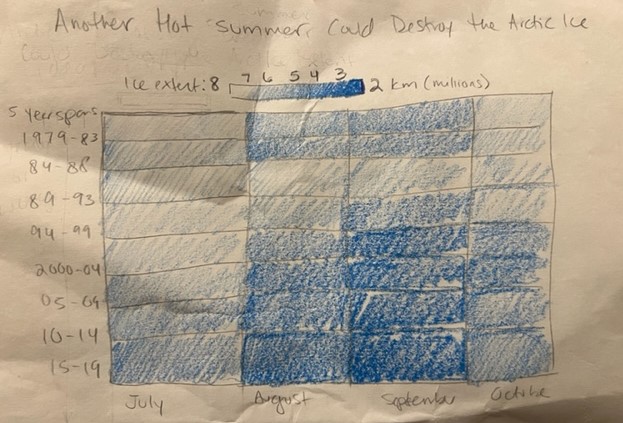 Another Hot summer Could Destroy the Arctic Ice
Ice extent: 8 7 6 5 4 3 2 km (millions)
5 year spans
1979-83
84-88
89-93
94-99
2000-04
05-09
10-14
15-19
July August September October